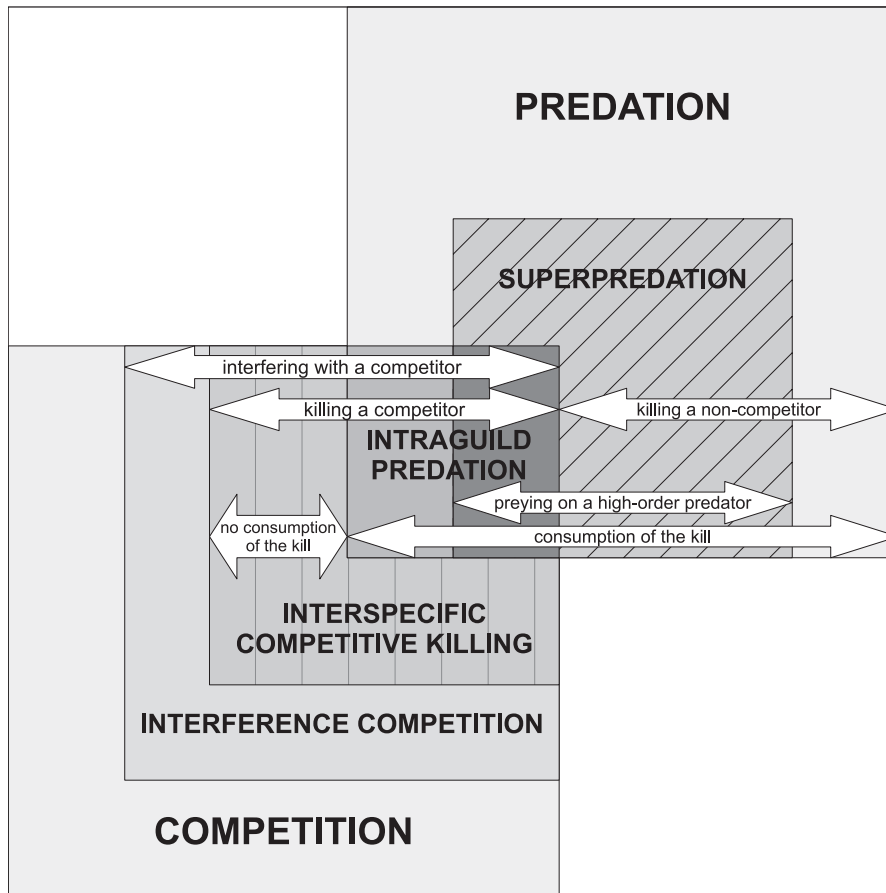 PREDATION
SUPERPREDATION
interfering with a competitor
killing a competitor
killing a non-competitor
INTRAGUILD
PREDATION
preying on a high-order predator
no consumption
of the kill
consumption of the kill
INTERSPECIFIC
COMPETITIVE KILLING
INTERFERENCE COMPETITION
COMPETITION